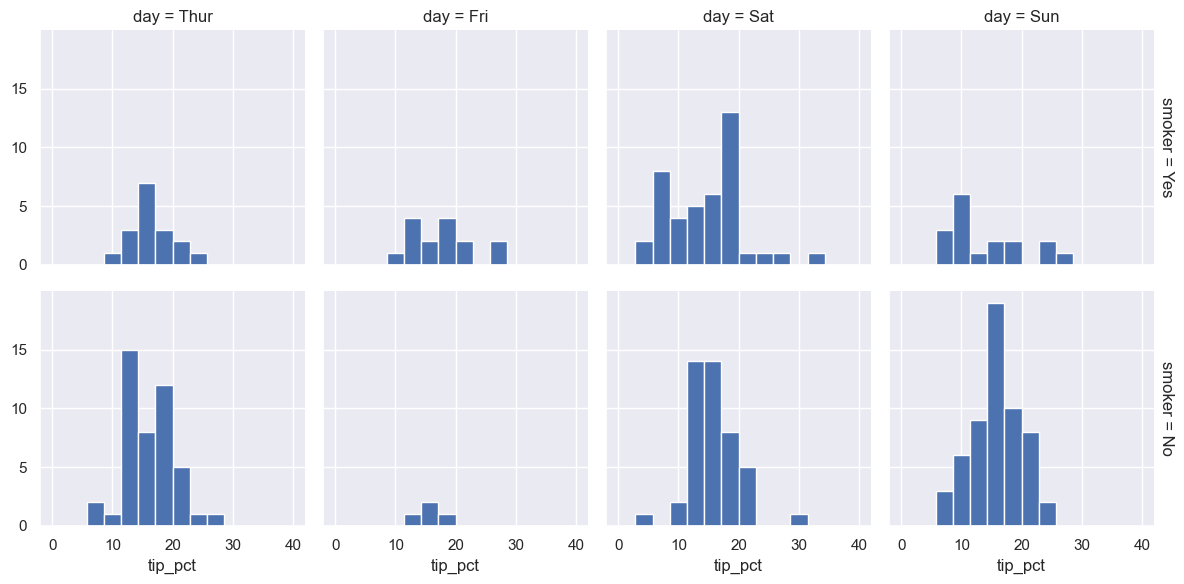 day = Thur
day = Fri
day = Sat
day = Sun
15
10
5
0
smoker = Yes
15
10
5
0
smoker = No
0 10 20 30 40
0 10 20 30 40
0 10 20 30 40
0 10 20 30 40
tip_pct
tip_pct
tip_pct
tip_pct